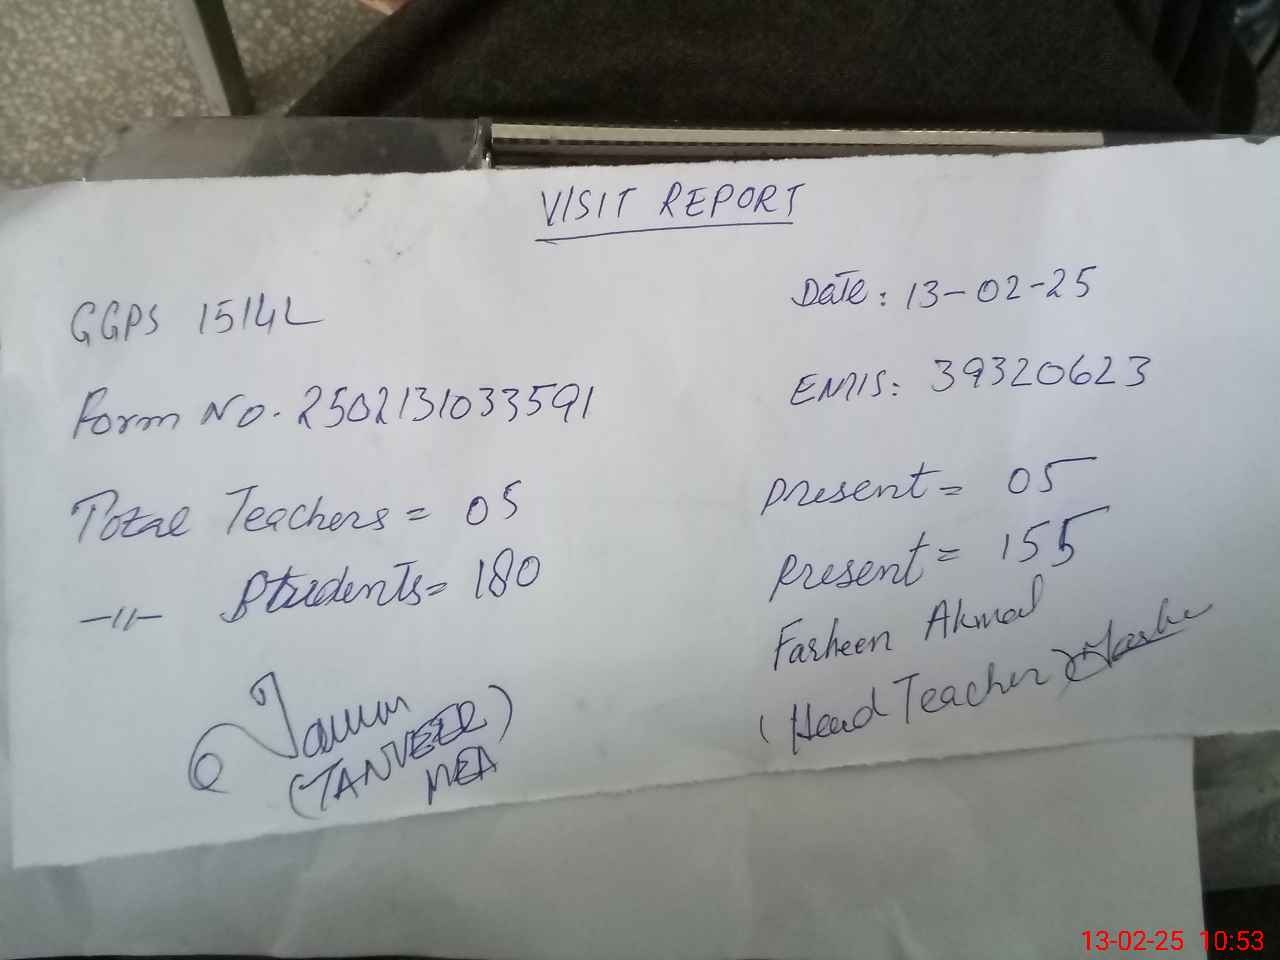 VISIT REPORT
GGPS 1514L
Date: 13-02-25
Form No. 2502131033591
EMIS: 39320623
Total Teachers = 05
present = 05
-"- Students = 180
present = 155
Farheen Akmal
(Head Teacher)
(TANVEER)
MEA
13-02-25 10:53